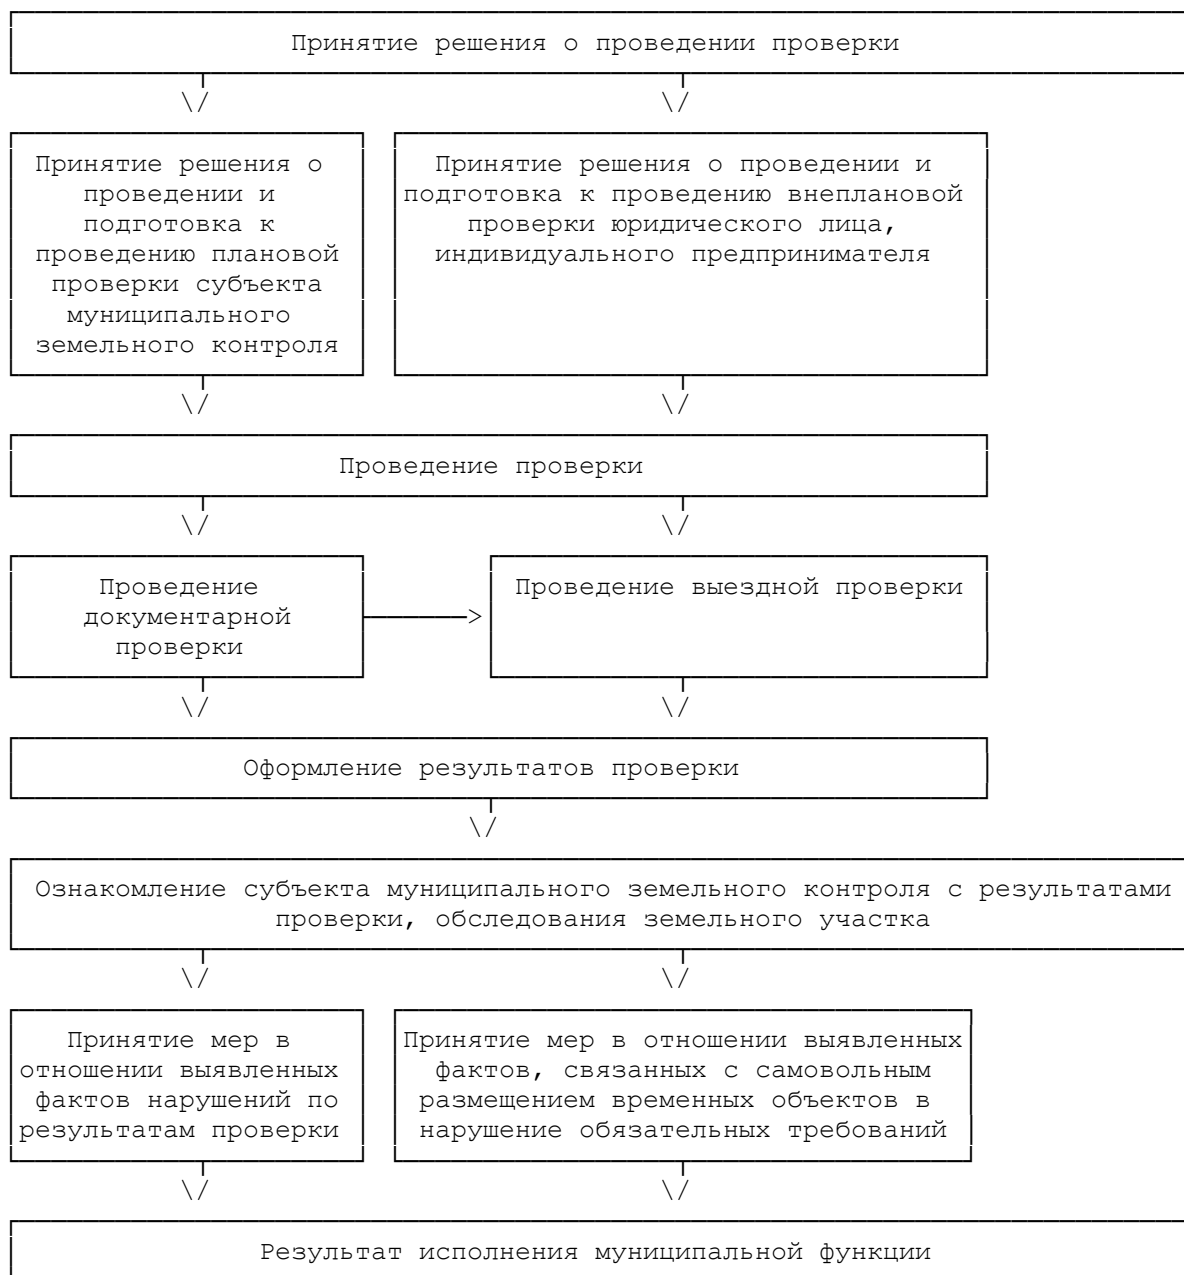 Принятие решения о проведении проверки
\/ \/
Принятие решения о
проведении и
подготовка к
проведению плановой
проверки субъекта
муниципального
земельного контроля
Принятие решения о проведении и
подготовка к проведению внеплановой
проверки юридического лица,
индивидуального предпринимателя
\/ \/
Проведение проверки
\/ \/
Проведение
документарной
проверки
>
Проведение выездной проверки
\/ \/
Оформление результатов проверки
\/
Ознакомление субъекта муниципального земельного контроля с результатами
проверки, обследования земельного участка
\/ \/
Принятие мер в
отношении выявленных
фактов нарушений по
результатам проверки
Принятие мер в отношении выявленных
фактов, связанных с самовольным
размещением временных объектов в
нарушение обязательных требований
\/ \/
Результат исполнения муниципальной функции